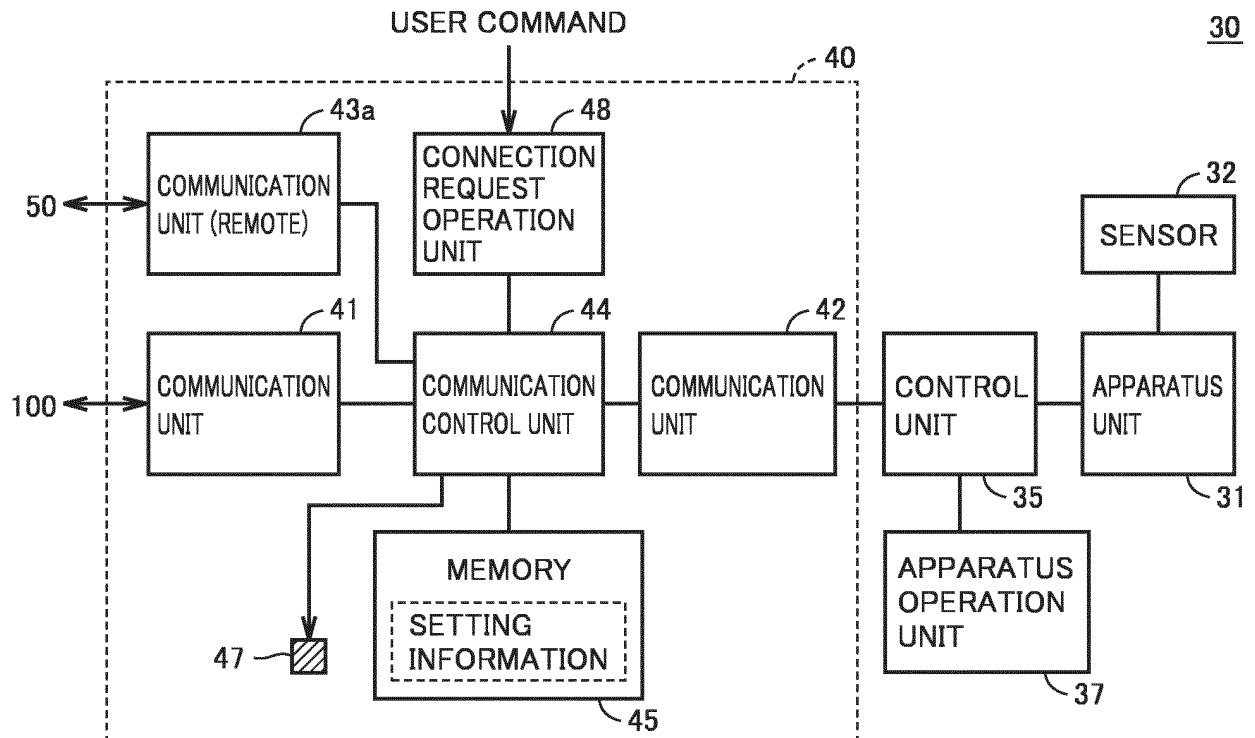 USER COMMAND
30
40
43a
48
COMMUNICATION
UNIT (REMOTE)
CONNECTION
REQUEST
OPERATION
UNIT
50
32
SENSOR
41
44
42
COMMUNICATION
UNIT
COMMUNICATION
CONTROL UNIT
COMMUNICATION UNIT
CONTROL
UNIT
APPARATUS
UNIT
100
35
31
MEMORY
SETTING
INFORMATION
APPARATUS
OPERATION
UNIT
47
45
37